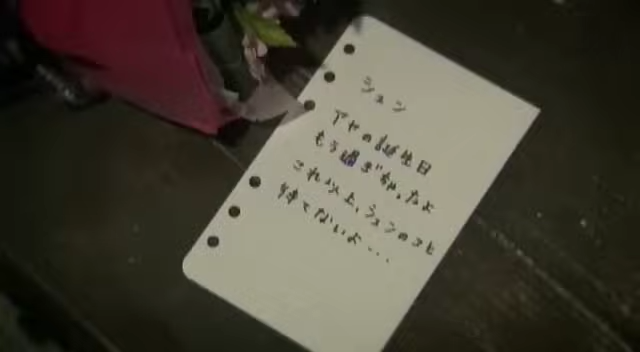 シュン
アヤの誕生日
もう過ぎちゃったよ
これ以上、シュンのこと
待てないよ・・・